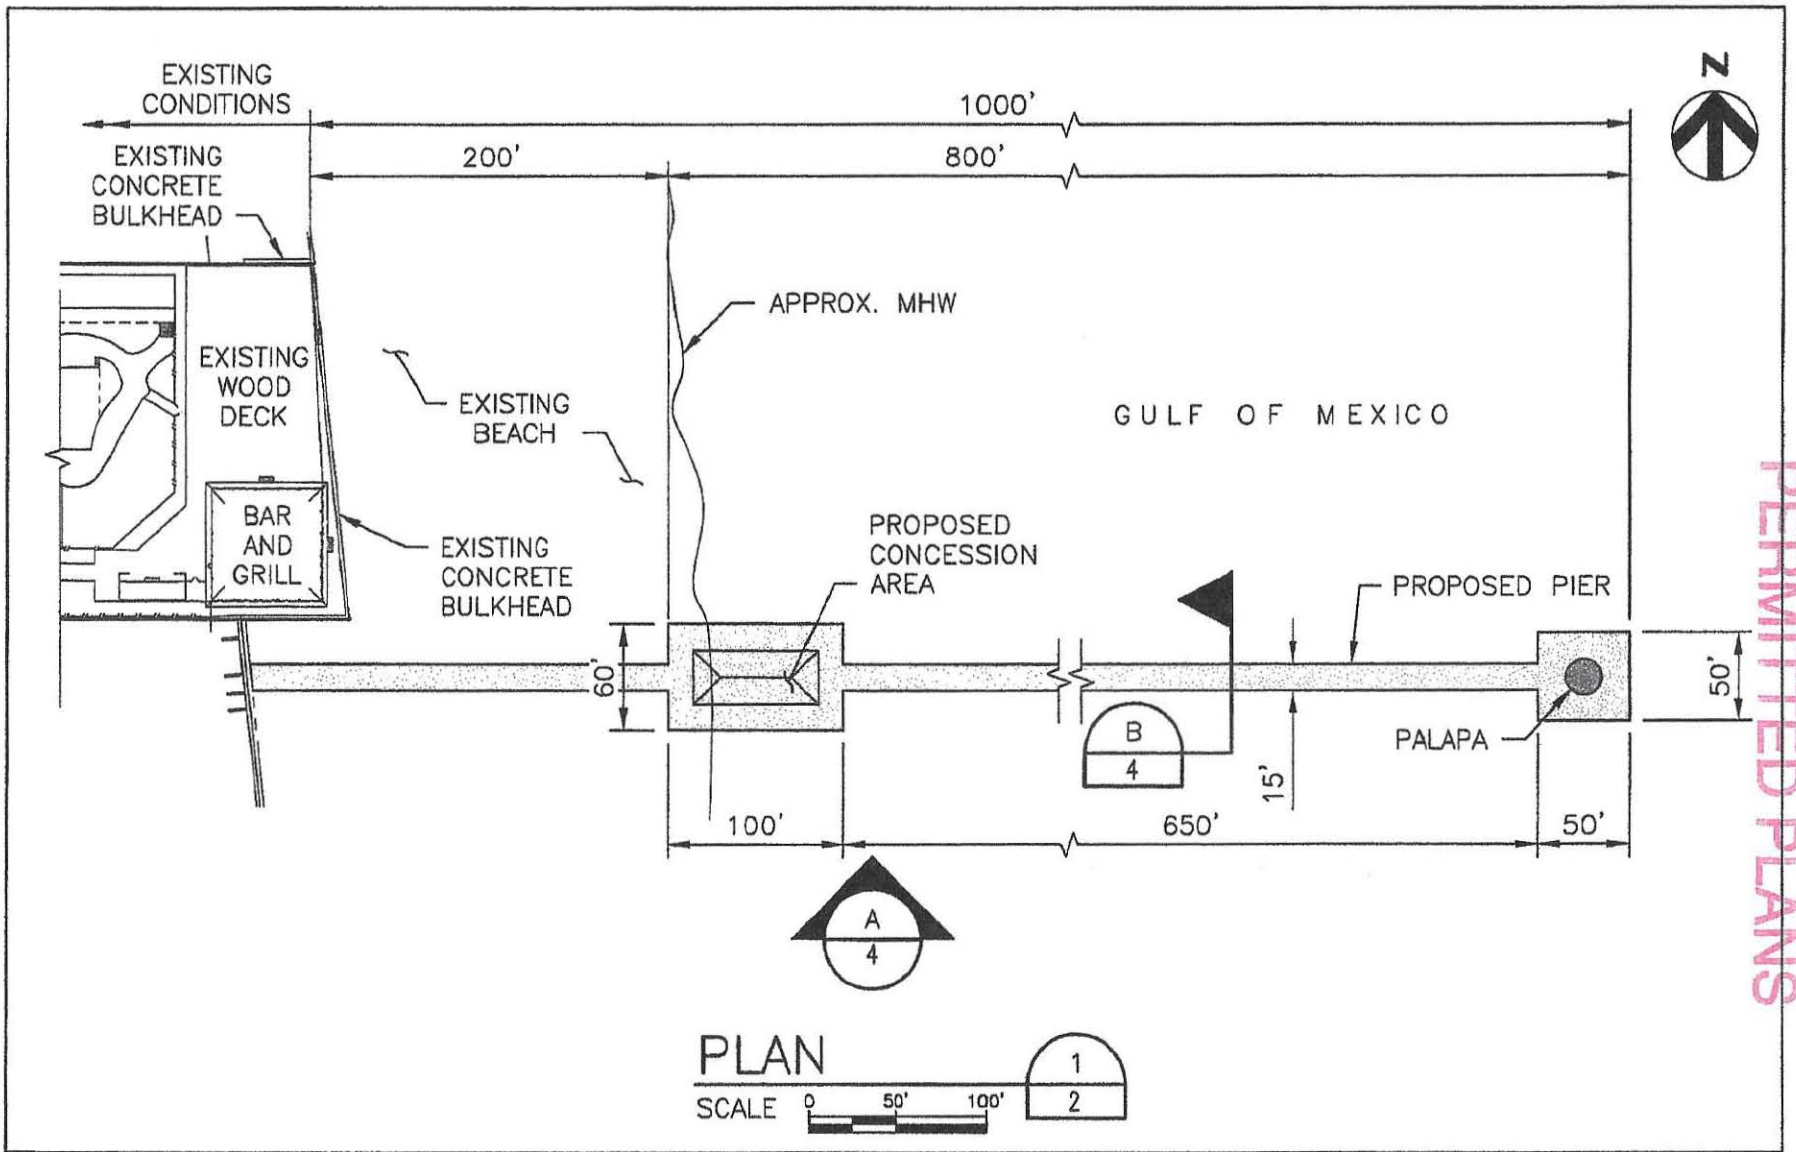 EXISTING
CONDITIONS
1000'
N
200'
800'
EXISTING
CONCRETE
BULKHEAD
APPROX. MHW
EXISTING
WOOD
DECK
EXISTING
BEACH
GULF OF MEXICO
BAR
AND
GRILL
EXISTING
CONCRETE
BULKHEAD
PROPOSED
CONCESSION
AREA
PROPOSED PIER
60'
50'
B
4
PALAPA
15'
100'
650'
50'
A
4
PLAN
1
2
SCALE
0 50' 100'
PERMITTED PLANS